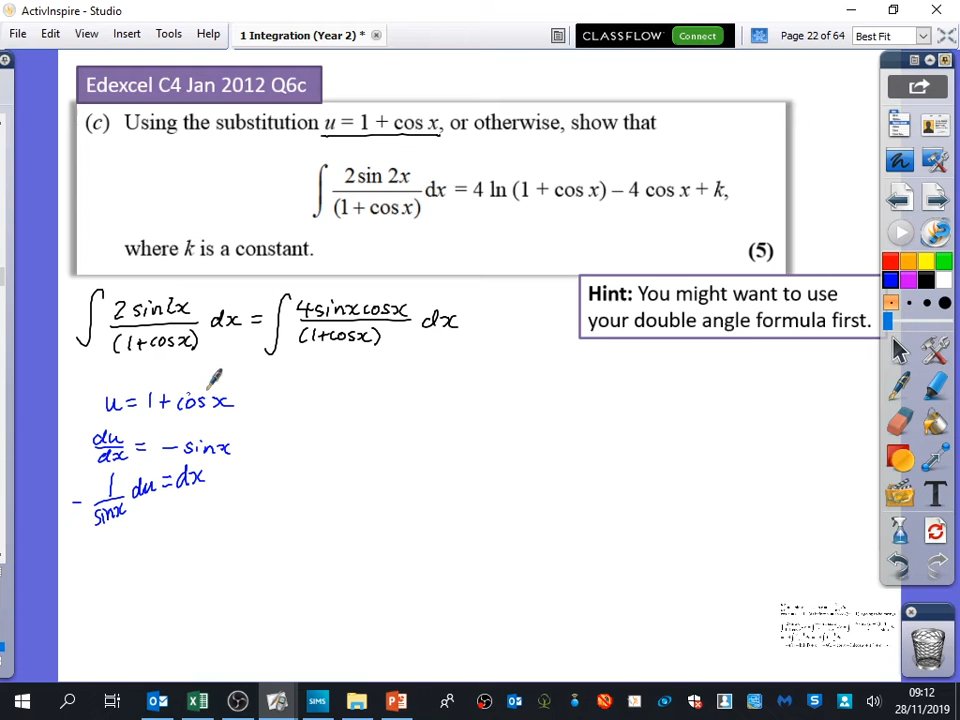 ActivInspire - Studio
File Edit View Insert Tools Help
1 Integration (Year 2) *
CLASSFLOW Connect
Page 22 of 64
Best Fit
Edexcel C4 Jan 2012 Q6c
(c) Using the substitution u = 1 + cos x, or otherwise, show that
∫ 2 sin 2x / (1 + cos x) dx = 4 ln (1 + cos x) – 4 cos x + k,
where k is a constant.
(5)
Hint: You might want to use
your double angle formula first.
∫ 2 sin2x / (1+cosx) dx = ∫ 4 sinx cosx / (1+cosx) dx
u = 1 + cos x
du/dx = - sinx
- 1/sinx du = dx
SIMS
09:12
28/11/2019